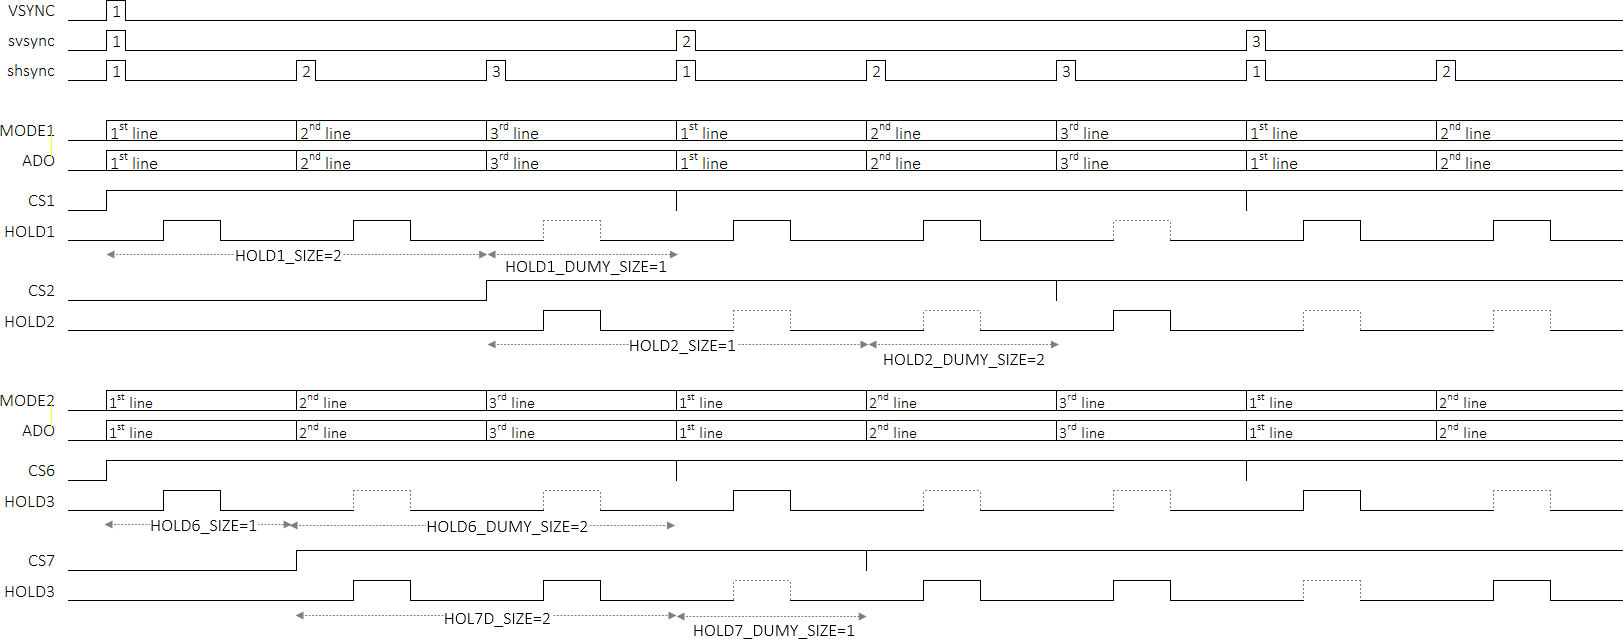 VSYNC 1
svsync 1 2 3
shsync 1 2 3 1 2 3 1 2
MODE1 1st line 2nd line 3rd line 1st line 2nd line 3rd line 1st line 2nd line
ADO 1st line 2nd line 3rd line 1st line 2nd line 3rd line 1st line 2nd line
CS1
HOLD1
HOLD1_SIZE=2
HOLD1_DUMY_SIZE=1
CS2
HOLD2
HOLD2_SIZE=1
HOLD2_DUMY_SIZE=2
MODE2 1st line 2nd line 3rd line 1st line 2nd line 3rd line 1st line 2nd line
ADO 1st line 2nd line 3rd line 1st line 2nd line 3rd line 1st line 2nd line
CS6
HOLD3
HOLD6_SIZE=1 HOLD6_DUMY_SIZE=2
CS7
HOLD3
HOL7D_SIZE=2
HOLD7_DUMY_SIZE=1